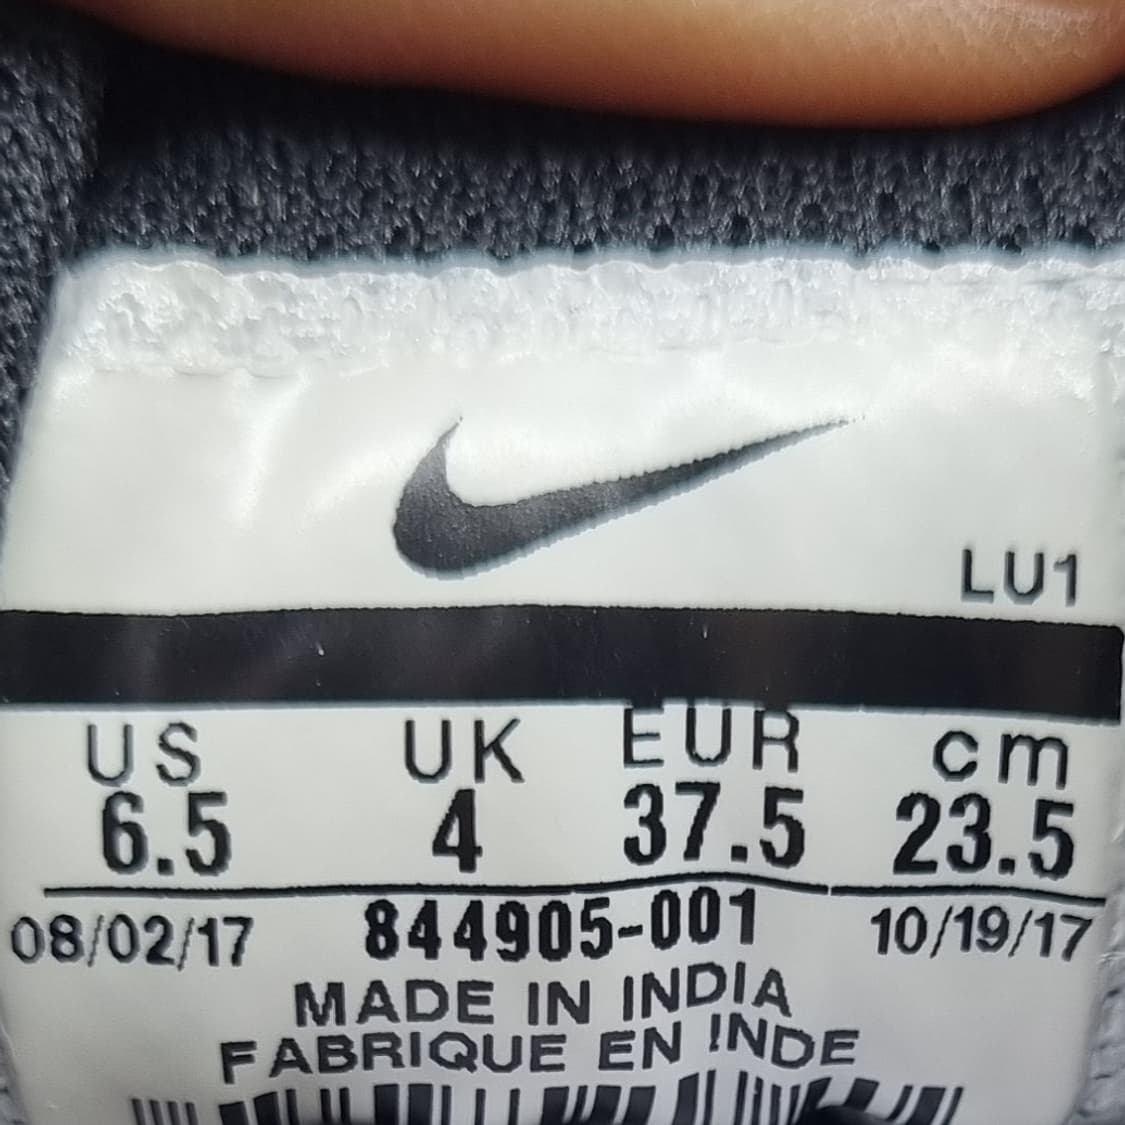 LU1
US UK EUR cm
6.5 4 37.5 23.5
08/02/17 844905-001 10/19/17
MADE IN INDIA
FABRIQUE EN INDE